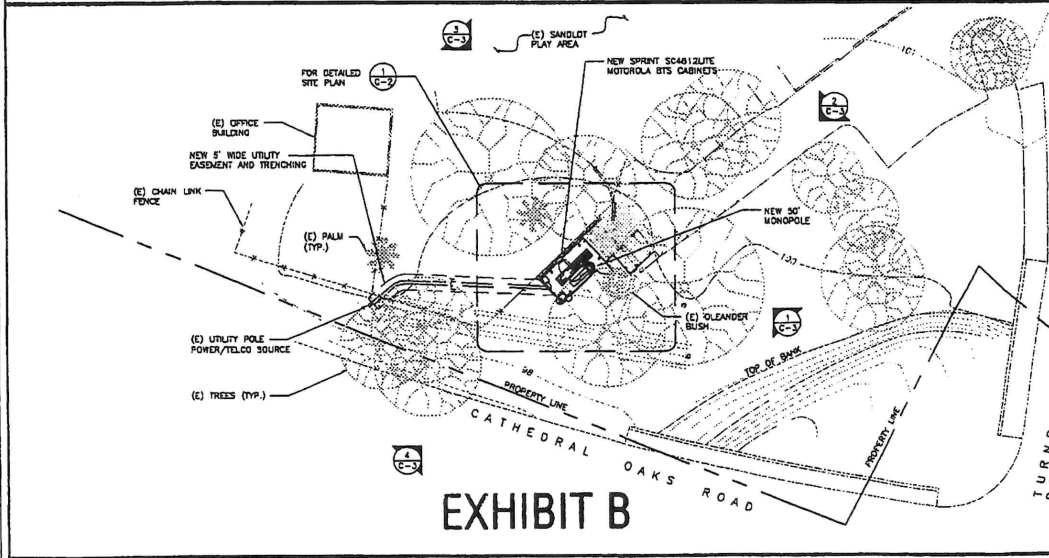 3
C-3
(E) SANDLOT
PLAY AREA
FOR DETAILED
SITE PLAN
1
C-2
NEW SPRINT SC4812LITE
MOTOROLA BTS CABINETS
101
2
C-3
(E) OFFICE
BUILDING
NEW 5' WIDE UTILITY
EASEMENT AND TRENCHING
(E) CHAIN LINK
FENCE
NEW 50'
MONOPOLE
(E) PALM
(TYP.)
100
(E) OLEANDER
BUSH
1
C-3
(E) UTILITY POLE
POWER/TELCO SOURCE
TOP OF BANK
(E) TREES (TYP.)
98
PROPERTY LINE
PROPERTY LINE
CATHEDRAL OAKS ROAD
4
C-3
TURN
EXHIBIT B